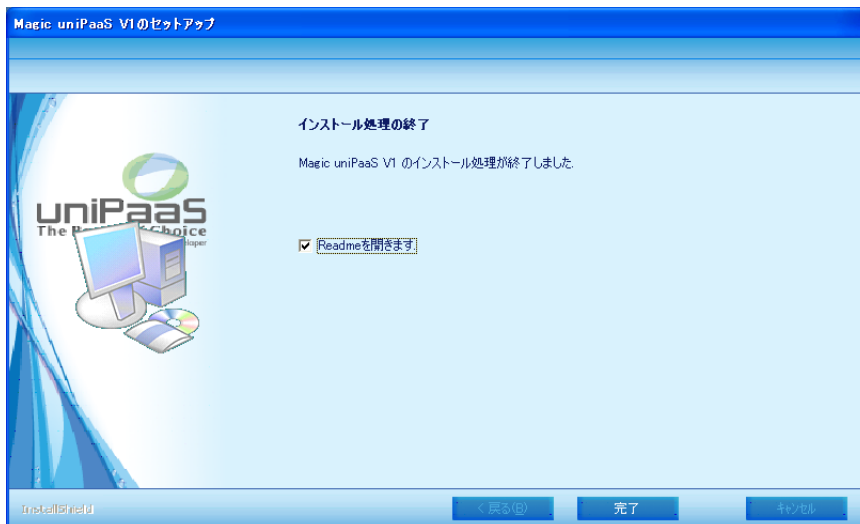 Magic uniPaaS V1のセットアップ
インストール処理の終了
Magic uniPaaS V1 のインストール処理が終了しました.
uniPaaS
The Choice
Readmeを開きます.
InstallShield
< 戻る(B)
完了
キャンセル